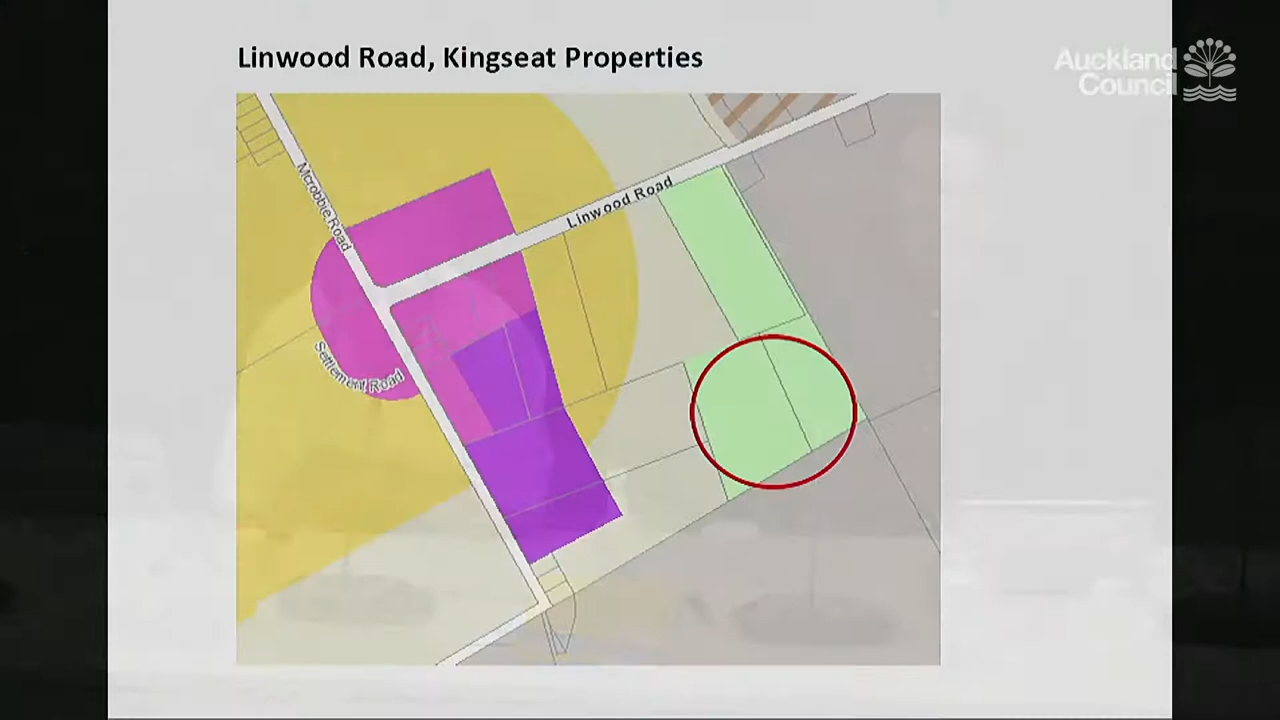 Linwood Road, Kingseat Properties
Auckland
Council
Mcrobbie Road
Linwood Road
Settlement Road